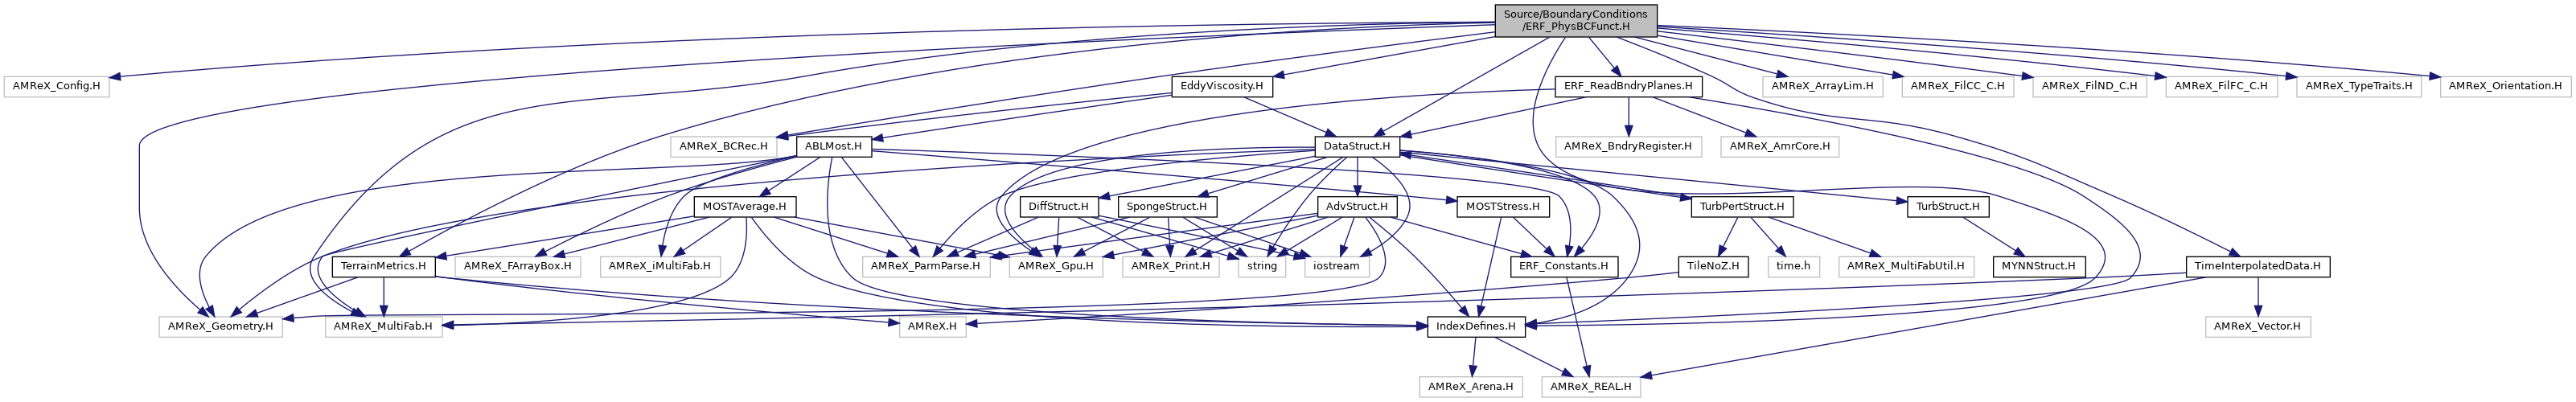 Source/BoundaryConditions
/ERF_PhysBCFunct.H
AMReX_Config.H
EddyViscosity.H
ERF_ReadBndryPlanes.H
AMReX_ArrayLim.H
AMReX_FilCC_C.H
AMReX_FilND_C.H
AMReX_FilFC_C.H
AMReX_TypeTraits.H
AMReX_Orientation.H
AMReX_BCRec.H
ABLMost.H
DataStruct.H
AMReX_BndryRegister.H
AMReX_AmrCore.H
MOSTAverage.H
DiffStruct.H
SpongeStruct.H
AdvStruct.H
MOSTStress.H
TurbPertStruct.H
TurbStruct.H
TerrainMetrics.H
AMReX_FArrayBox.H
AMReX_iMultiFab.H
AMReX_ParmParse.H
AMReX_Gpu.H
AMReX_Print.H
string
iostream
ERF_Constants.H
TileNoZ.H
time.h
AMReX_MultiFabUtil.H
MYNNStruct.H
TimeInterpolatedData.H
AMReX_Geometry.H
AMReX_MultiFab.H
AMReX.H
IndexDefines.H
AMReX_Vector.H
AMReX_Arena.H
AMReX_REAL.H